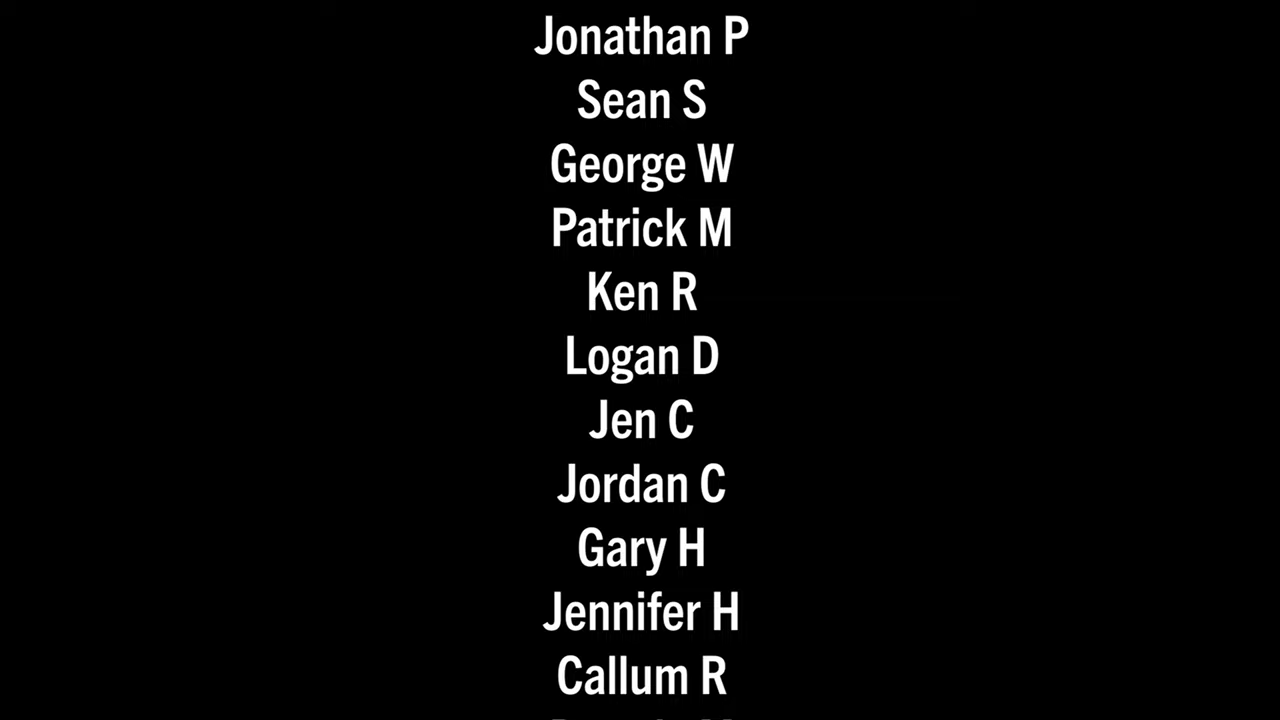 Jonathan P
Sean S
George W
Patrick M
Ken R
Logan D
Jen C
Jordan C
Gary H
Jennifer H
Callum R